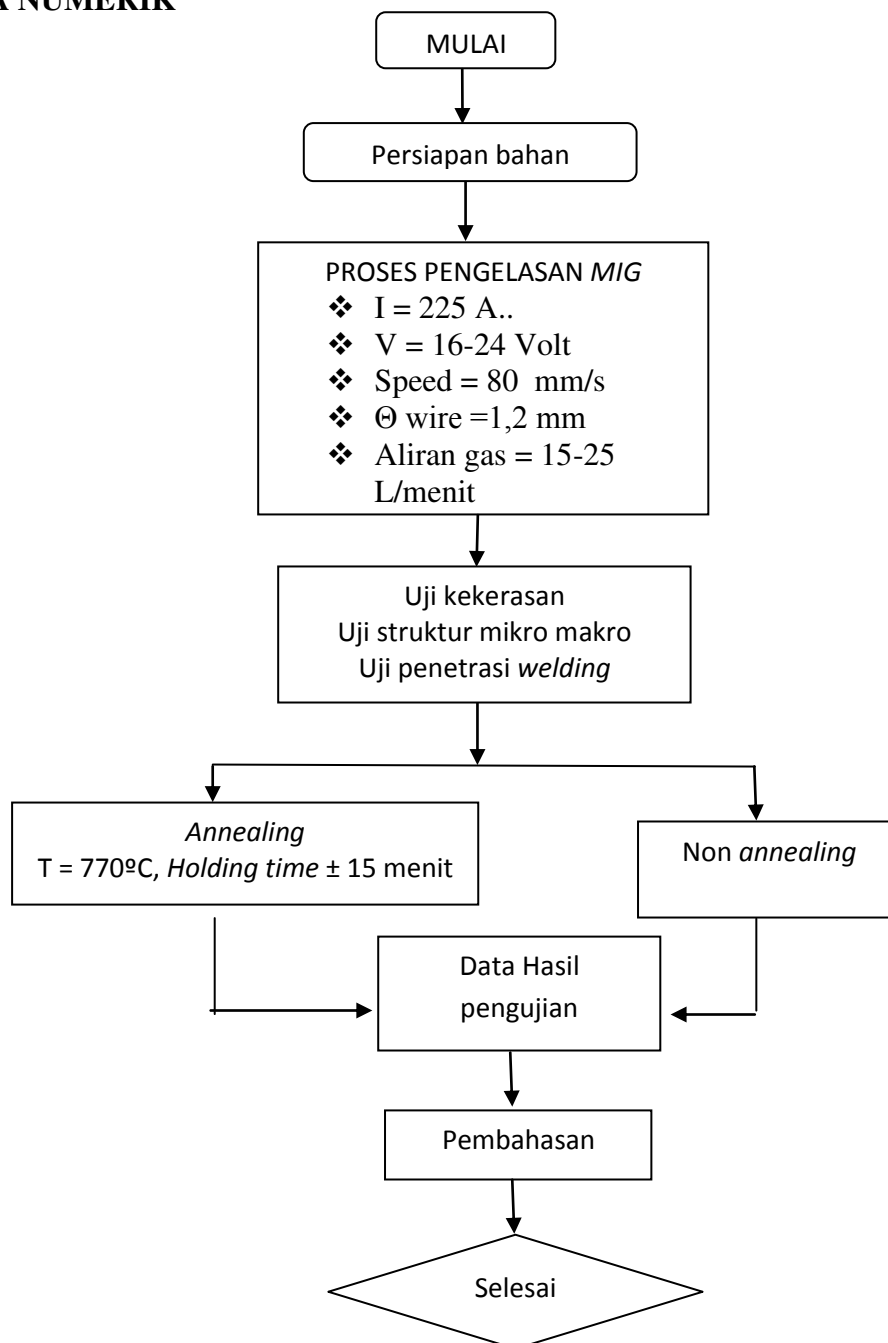 NUMERIK
MULAI
Persiapan bahan
PROSES PENGELASAN MIG
❖ I = 225 A..
❖ V = 16-24 Volt
❖ Speed = 80 mm/s
❖ Θ wire =1,2 mm
❖ Aliran gas = 15-25
L/menit
Uji kekerasan
Uji struktur mikro makro
Uji penetrasi welding
Annealing
T = 770ºC, Holding time ± 15 menit
Non annealing
Data Hasil
pengujian
Pembahasan
Selesai